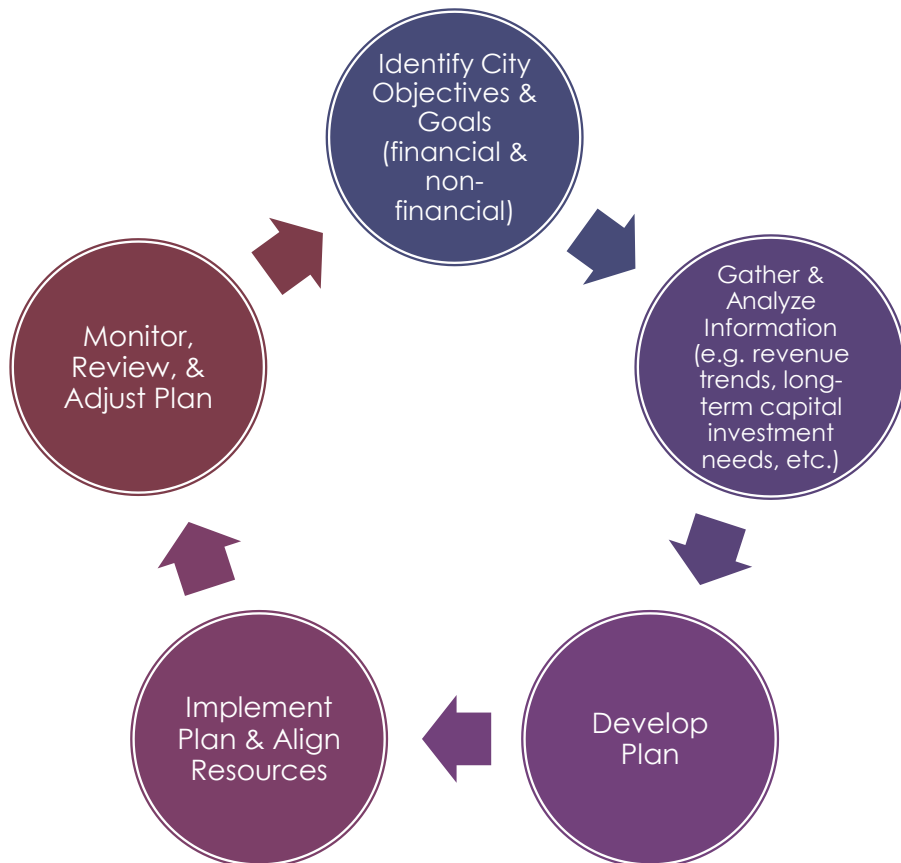 Identify City
Objectives &
Goals
(financial &
non-
financial)
Gather &
Analyze
Information
(e.g. revenue
trends, long-
term capital
investment
needs, etc.)
Develop
Plan
Implement
Plan & Align
Resources
Monitor,
Review, &
Adjust Plan